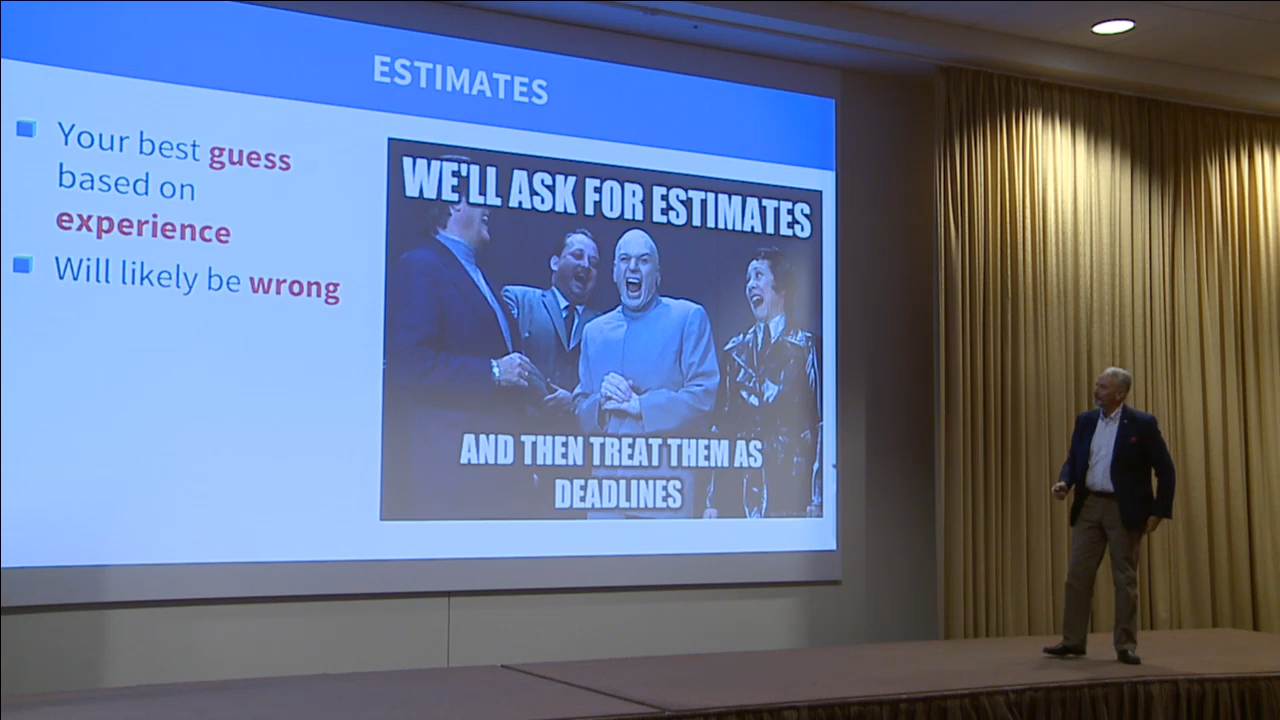 ESTIMATES
Your best guess
based on
experience
Will likely be wrong
WE'LL ASK FOR ESTIMATES
AND THEN TREAT THEM AS
DEADLINES